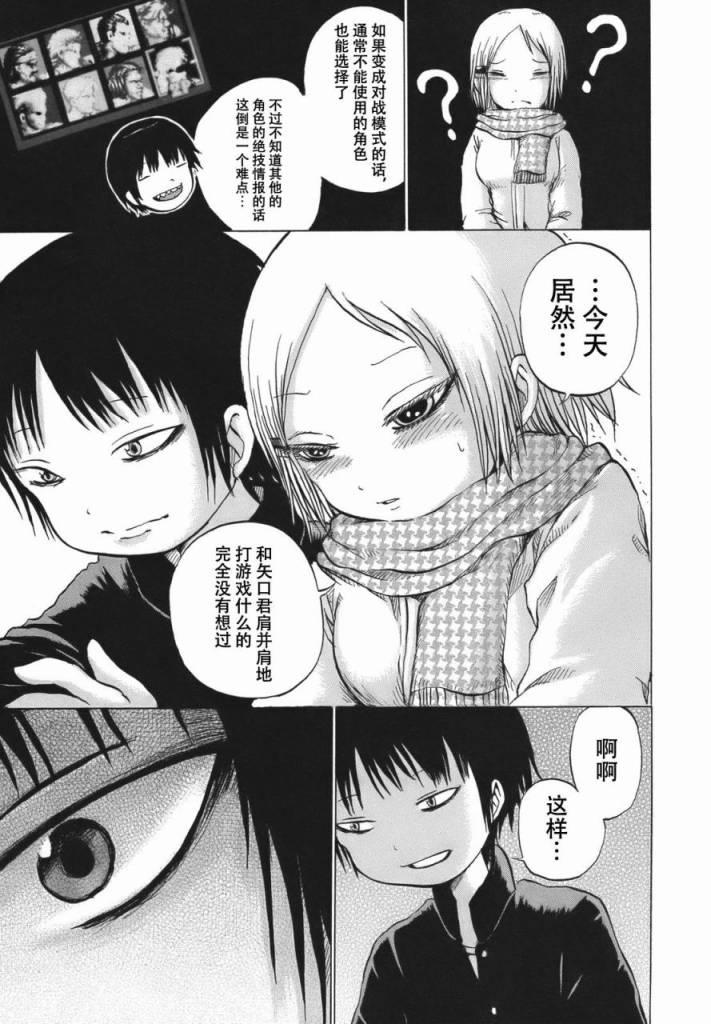 ？
？
如果变成对战模式的话，
通常不能使用的角色
也能选择了
不过不知道其他的
角色的绝技情报的话
这倒是一个难点…
…今天
居然…
和矢口君肩并肩地
打游戏什么的
完全没有想过
啊啊
这样…